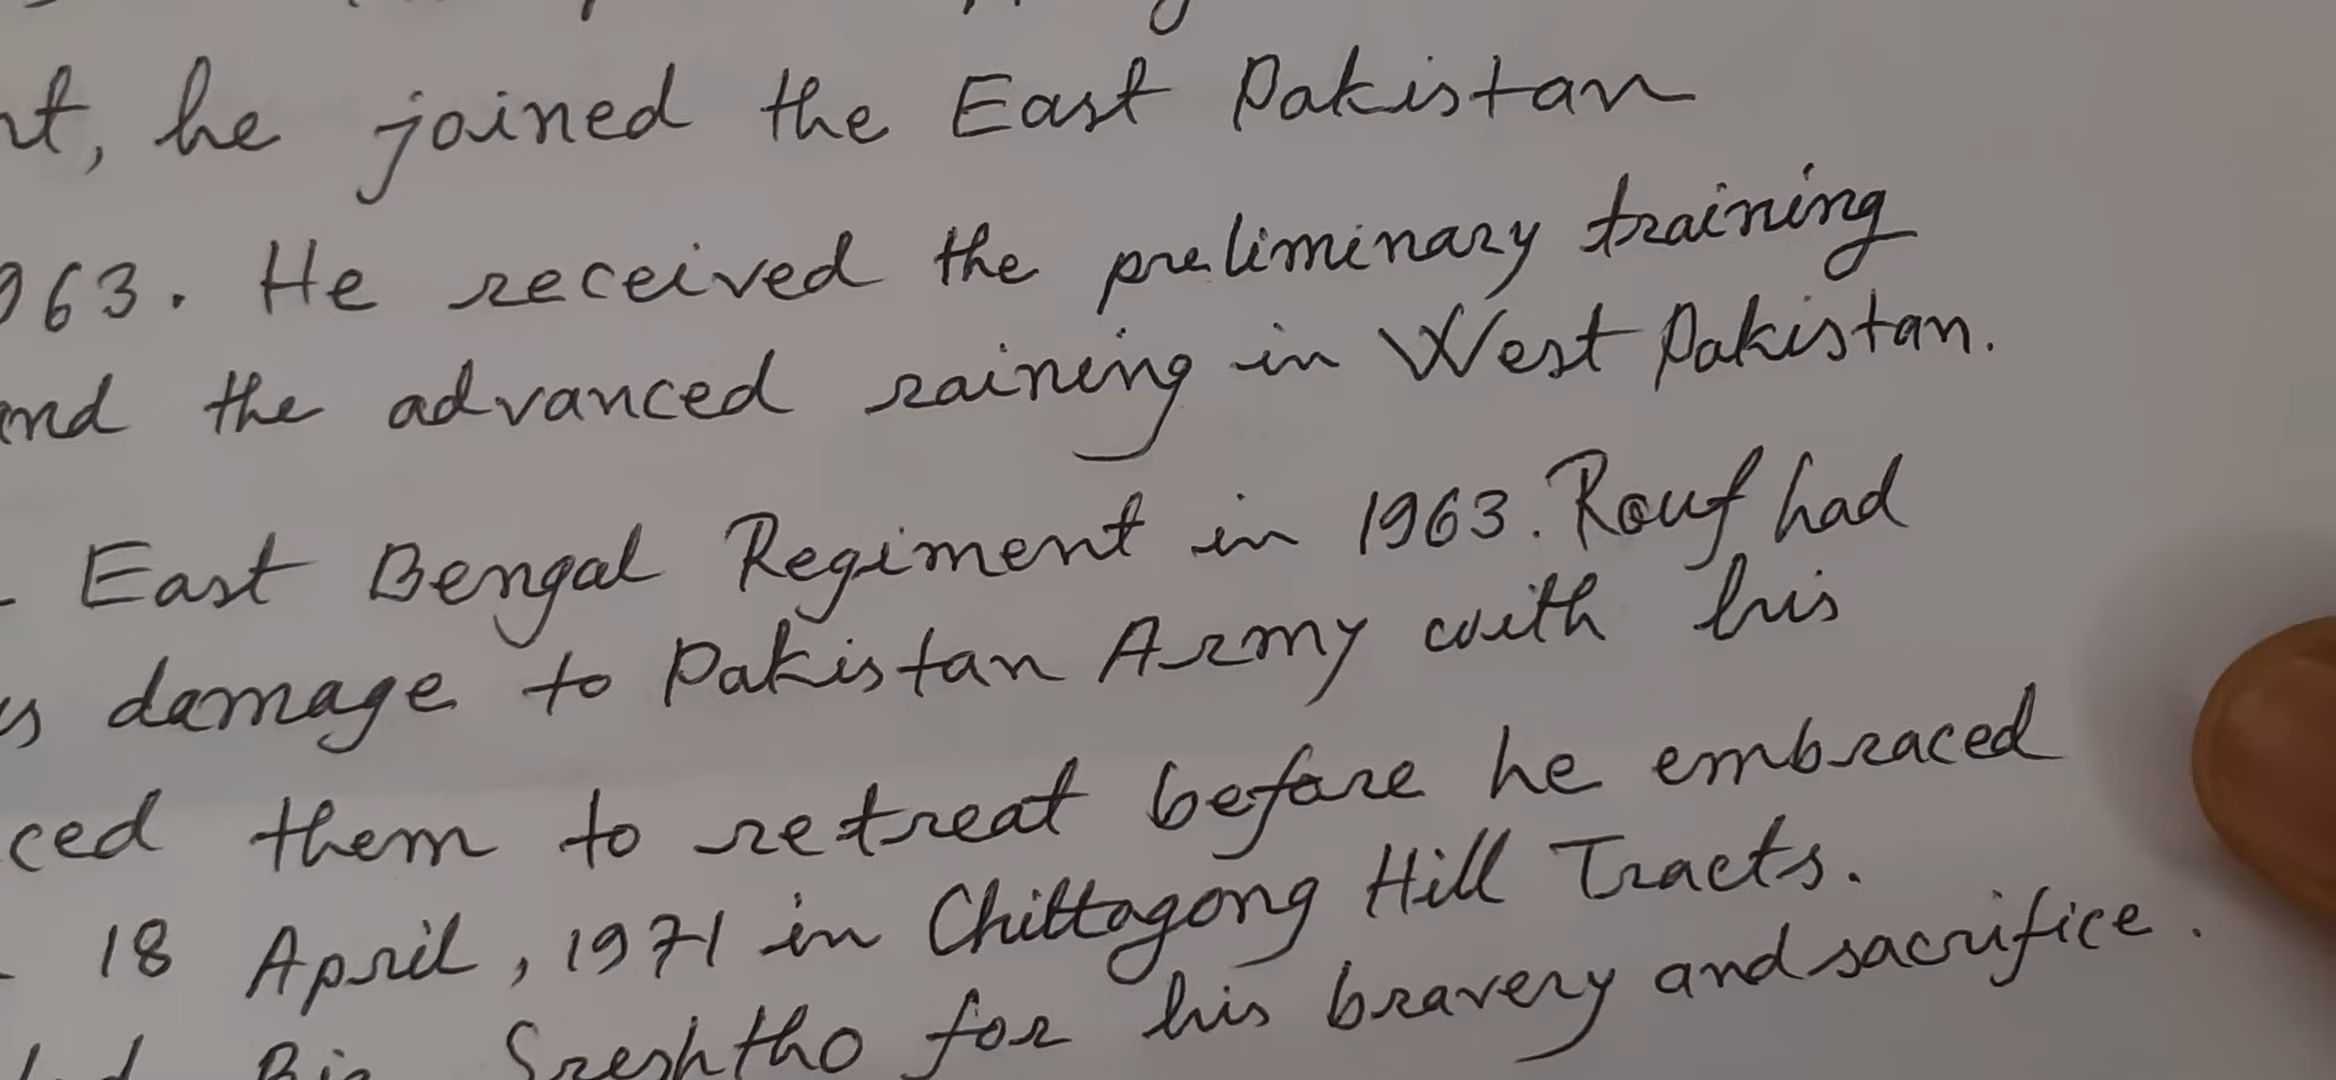 nt, he joined the East Pakistan
963. He received the preliminary training
and the advanced raining in West Pakistan.
East Bengal Regiment in 1963. Rouf had
damage to Pakistan Army with his
ced them to retreat before he embraced
18 April, 1971 in Chittagong Hill Tracts.
Sreshtho for his bravery and sacrifice.